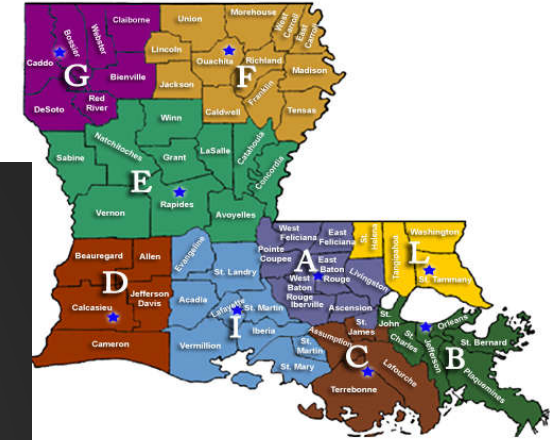 Claiborne
Bossier
Webster
Caddo
G
Bienville
DeSoto
Red
River
Union
Morehouse
West
Carroll
East
Carroll
Lincoln
Ouachita
Richland
F
Madison
Jackson
Franklin
Caldwell
Tensas
Winn
Natchitoches
Sabine
Grant
LaSalle
Catahoula
Concordia
E
Rapides
Vernon
Avoyelles
Beauregard
Allen
D
Calcasieu
Jefferson
Davis
Cameron
Evangeline
St. Landry
Acadia
Lafayette
St. Martin
I
Iberia
Vermillion
St.
Martin
St. Mary
West
Feliciana
East
Feliciana
Pointe
Coupee
A
East
Baton
Rouge
West
Baton
Rouge
Iberville
Livingston
Ascension
St.
Helena
Tangipahoa
Washington
L
St. Tammany
St.
James
Assumption
C
Lafourche
Terrebonne
St.
John
St.
Charles
Orleans
Jefferson
B
St. Bernard
Plaquemines